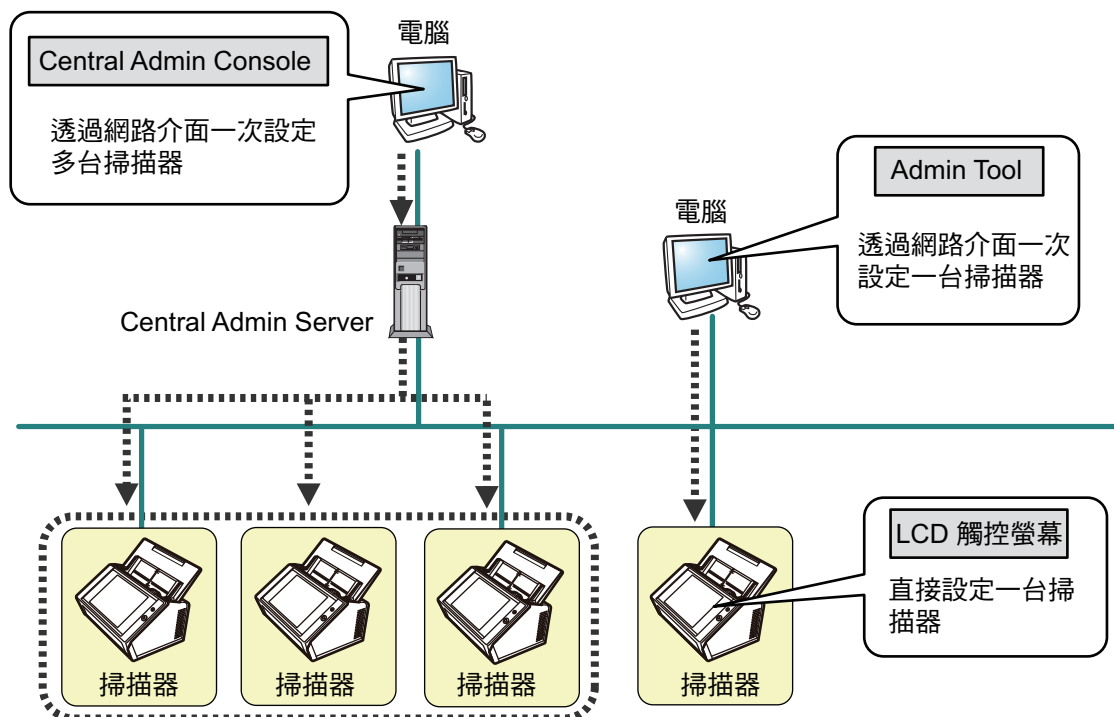 電腦
Central Admin Console
透過網路介面一次設定
多台掃描器
電腦
Admin Tool
透過網路介面一次
設定一台掃描器
Central Admin Server
LCD 觸控螢幕
直接設定一台掃
描器
掃描器
掃描器
掃描器
掃描器